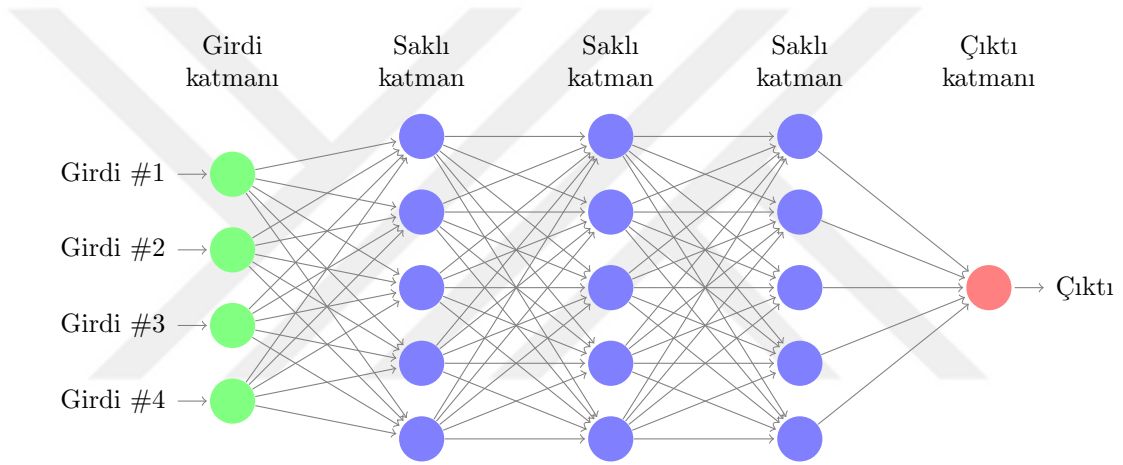 Girdi
katmanı
Saklı
katman
Saklı
katman
Saklı
katman
Çıktı
katmanı
Girdi #1
Girdi #2
Girdi #3
Girdi #4
Çıktı